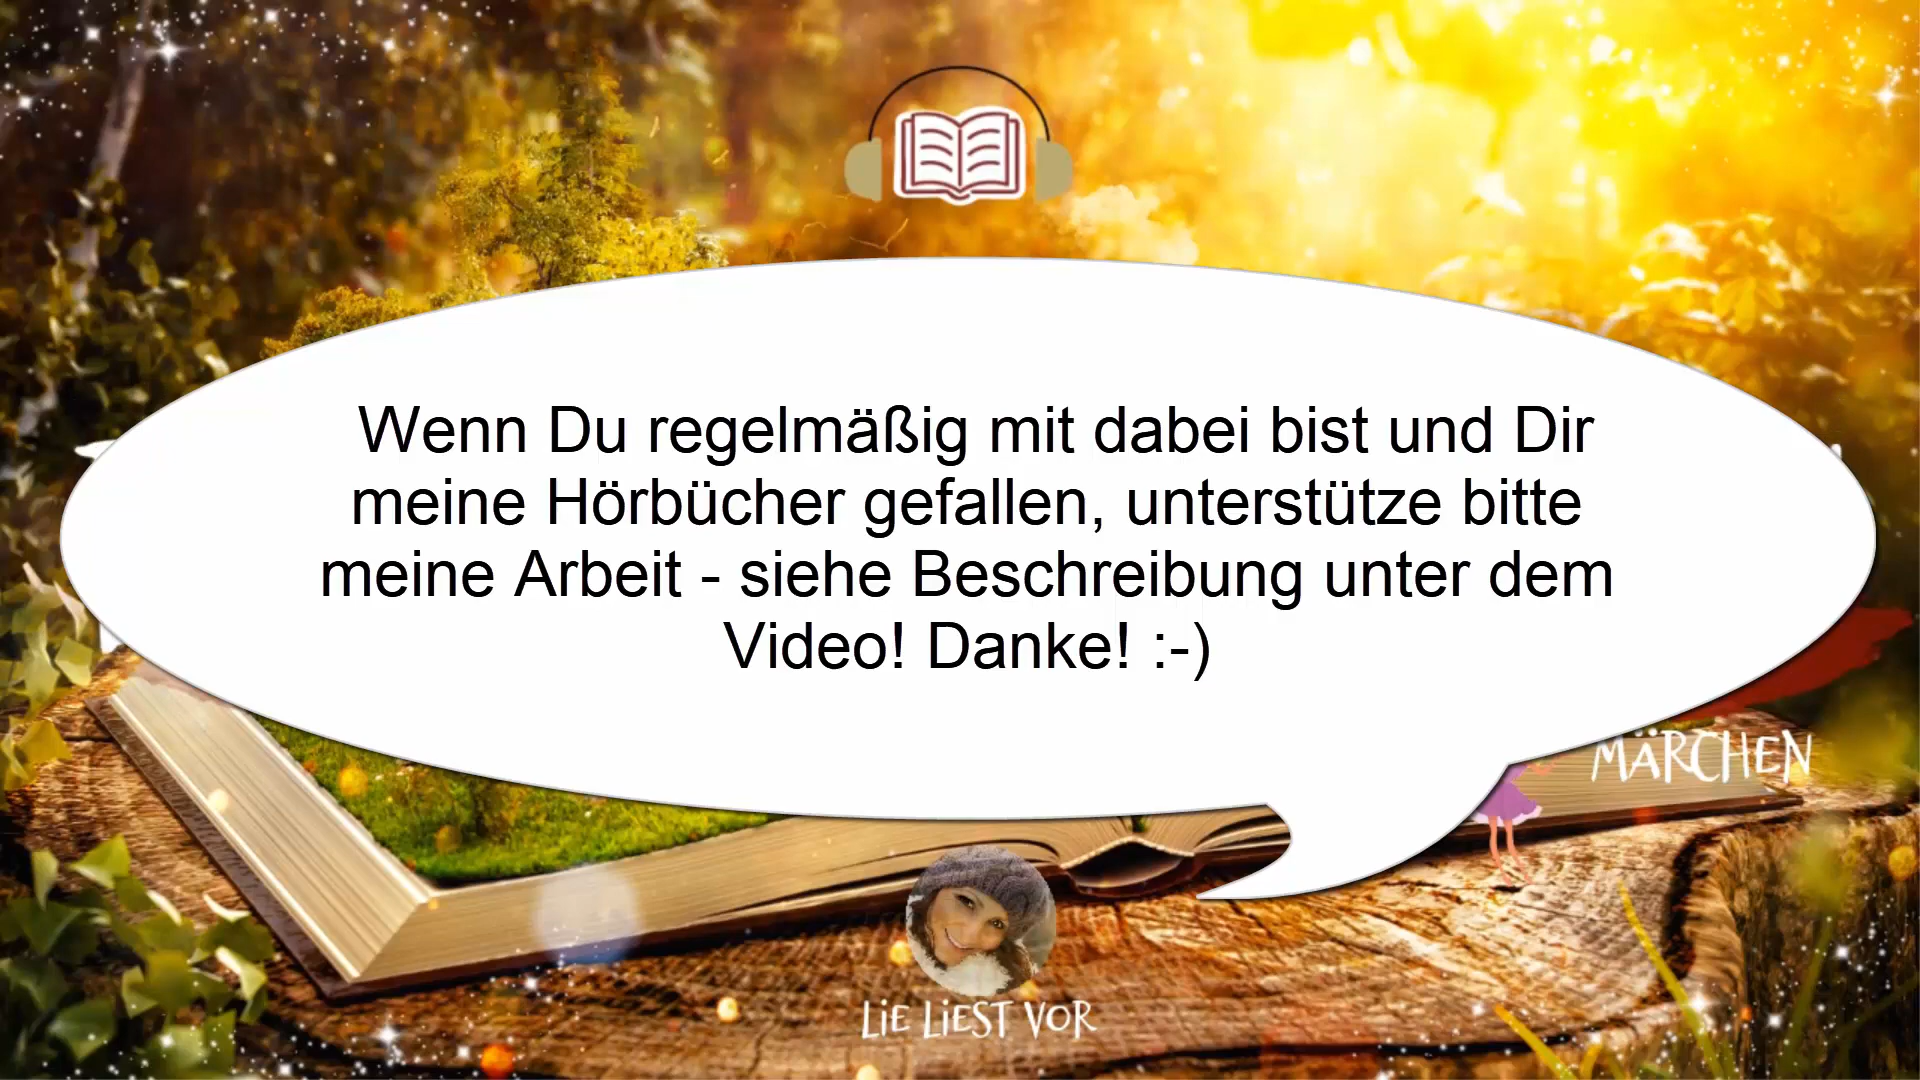 Wenn Du regelmäßig mit dabei bist und Dir
meine Hörbücher gefallen, unterstütze bitte
meine Arbeit - siehe Beschreibung unter dem
Video! Danke! :-)
MÄRCHEN
LiE LiEST VOR